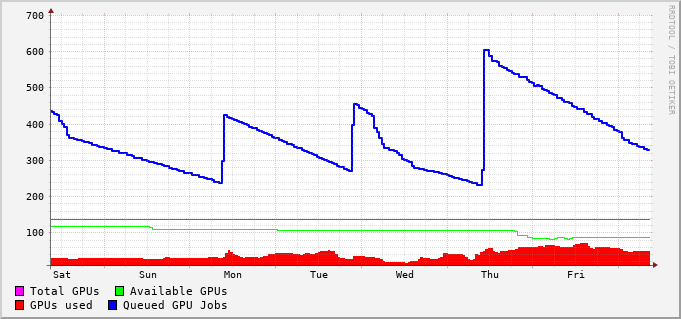 700
600
500
400
300
200
100
Sat Sun Mon Tue Wed Thu Fri
Total GPUs Available GPUs
GPUs used Queued GPU Jobs
RRDTOOL / TOBI OETIKER